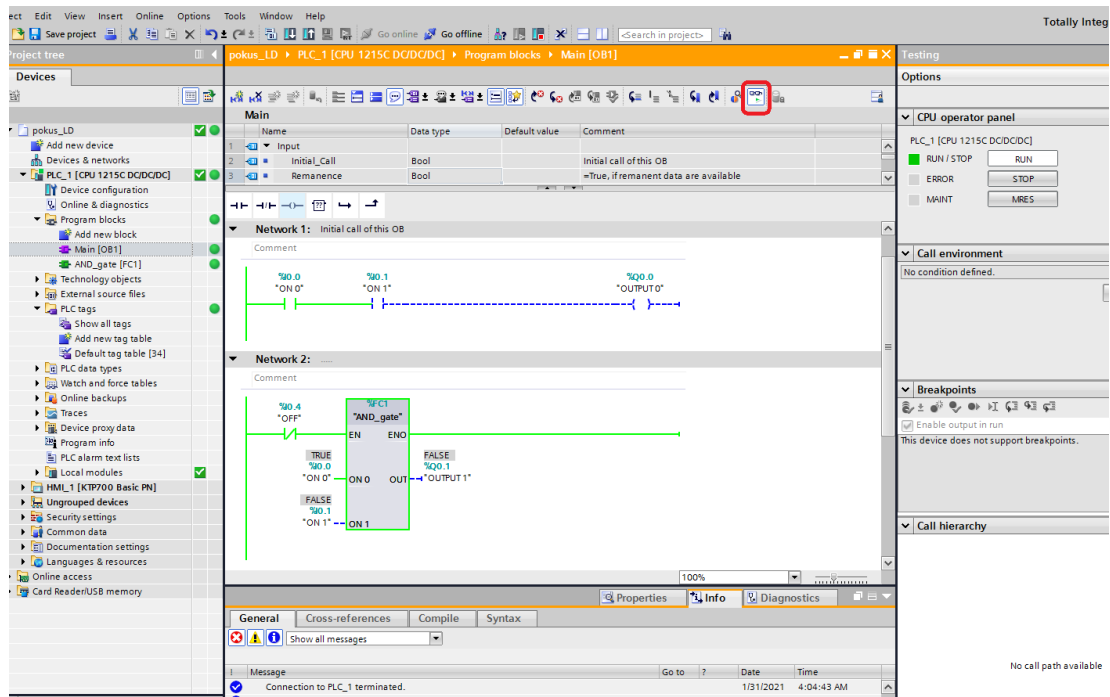 ect Edit View Insert Online Options Tools Window Help
Totally Integ
Save project Go online Go offline <Search in project>
Project tree
pokus_LD ▸ PLC_1 [CPU 1215C DC/DC/DC] ▸ Program blocks ▸ Main [OB1]
Testing
Devices
Options
Main
Name Data type Default value Comment
1 Input
2 Initial_Call Bool Initial call of this OB
3 Remanence Bool =True, if remanent data are available
pokus_LD
Add new device
Devices & networks
PLC_1 [CPU 1215C DC/DC/DC]
Device configuration
Online & diagnostics
Program blocks
Add new block
Main [OB1]
AND_gate [FC1]
Technology objects
External source files
PLC tags
Show all tags
Add new tag table
Default tag table [34]
PLC data types
Watch and force tables
Online backups
Traces
Device proxy data
Program info
PLC alarm text lists
Local modules
HMI_1 [KTP700 Basic PN]
Ungrouped devices
Security settings
Common data
Documentation settings
Languages & resources
Online access
Card Reader/USB memory
??
Network 1: Initial call of this OB
Comment
%I0.0 %I0.1 %Q0.0
"ON 0" "ON 1" "OUTPUT 0"
Network 2: .....
Comment
%I0.4 %FC1
"OFF" "AND_gate"
EN ENO
TRUE FALSE
%I0.0 %Q0.1
"ON 0" ON 0 OUT "OUTPUT 1"
FALSE
%I0.1
"ON 1" ON 1
100%
CPU operator panel
PLC_1 [CPU 1215C DC/DC/DC]
RUN / STOP RUN
ERROR STOP
MAINT MRES
Call environment
No condition defined.
Breakpoints
Enable output in run
This device does not support breakpoints.
Call hierarchy
No call path available
Properties Info Diagnostics
General Cross-references Compile Syntax
Show all messages
! Message Go to ? Date Time
Connection to PLC_1 terminated. 1/31/2021 4:04:43 AM